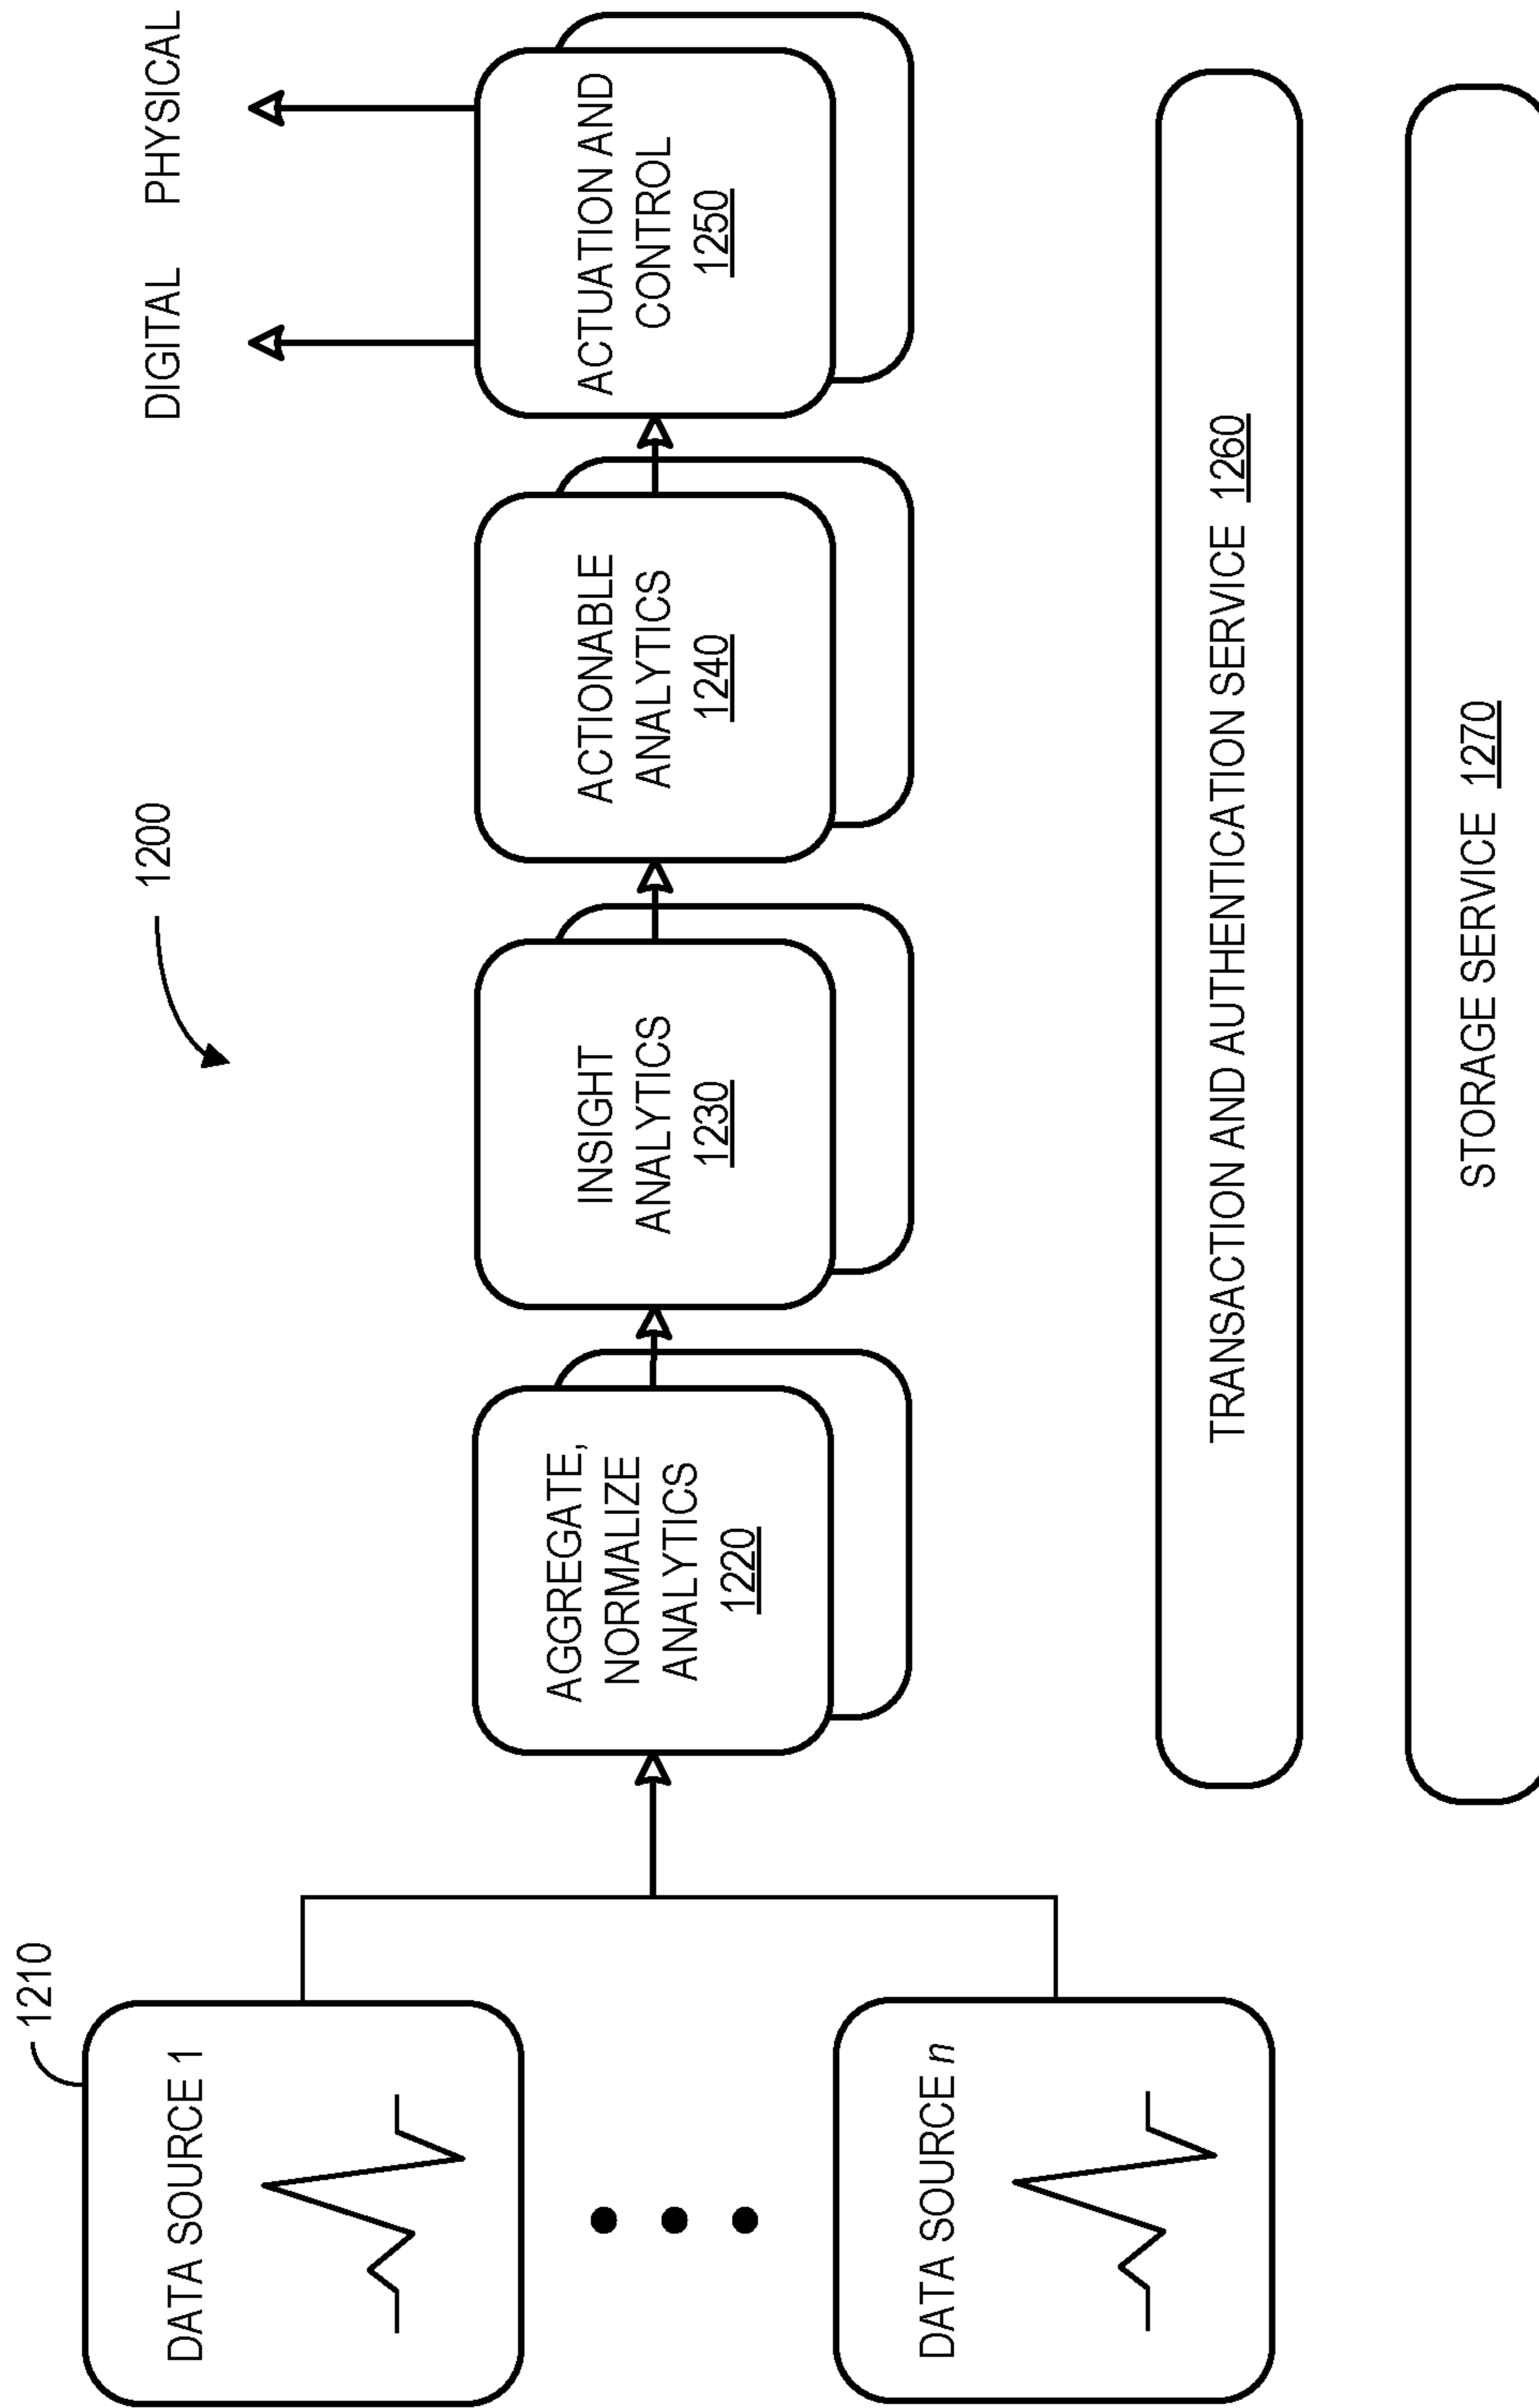 1200
DIGITAL
PHYSICAL
1210
DATA SOURCE 1
DATA SOURCE n
AGGREGATE,
NORMALIZE
ANALYTICS
1220
INSIGHT
ANALYTICS
1230
ACTIONABLE
ANALYTICS
1240
ACTUATION AND
CONTROL
1250
TRANSACTION AND AUTHENTICATION SERVICE 1260
STORAGE SERVICE 1270